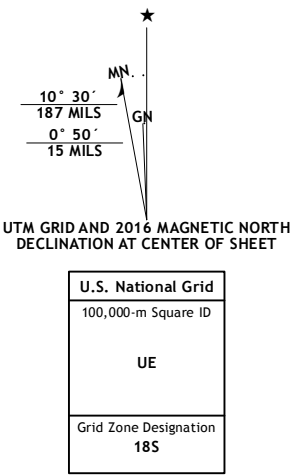 ★
MN
10° 30´
187 MILS
GN
0° 50´
15 MILS
UTM GRID AND 2016 MAGNETIC NORTH
DECLINATION AT CENTER OF SHEET
U.S. National Grid
100,000-m Square ID
UE
Grid Zone Designation
18S